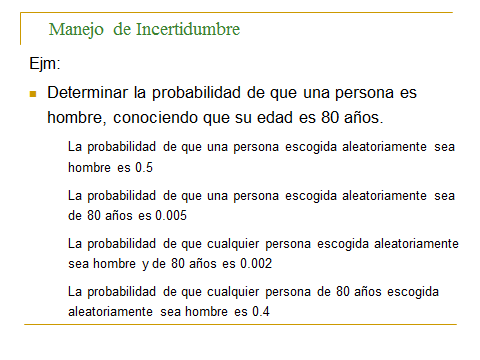 Manejo de Incertidumbre
Ejm:
Determinar la probabilidad de que una persona es
hombre, conociendo que su edad es 80 años.
La probabilidad de que una persona escogida aleatoriamente sea
hombre es 0.5
La probabilidad de que una persona escogida aleatoriamente sea
de 80 años es 0.005
La probabilidad de que cualquier persona escogida aleatoriamente
sea hombre y de 80 años es 0.002
La probabilidad de que cualquier persona de 80 años escogida
aleatoriamente sea hombre es 0.4